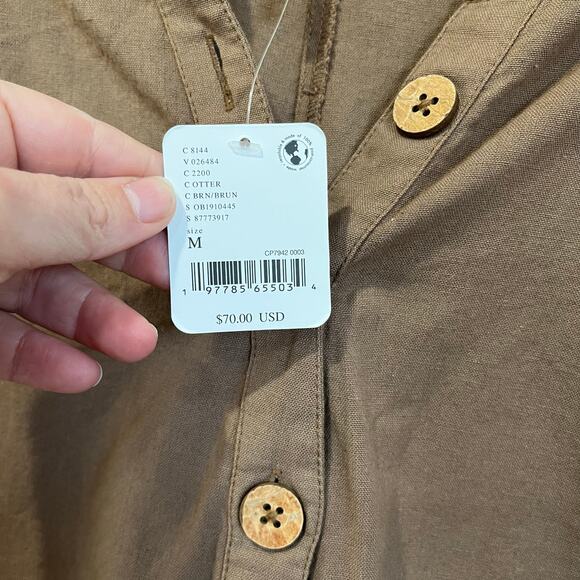 C 8144
V 026484
C 2200
C OTTER
C BRN/BRUN
S OB1910445
S 87773917
size
M
CP7942 0003
1 97785 65503 4
$70.00 USD